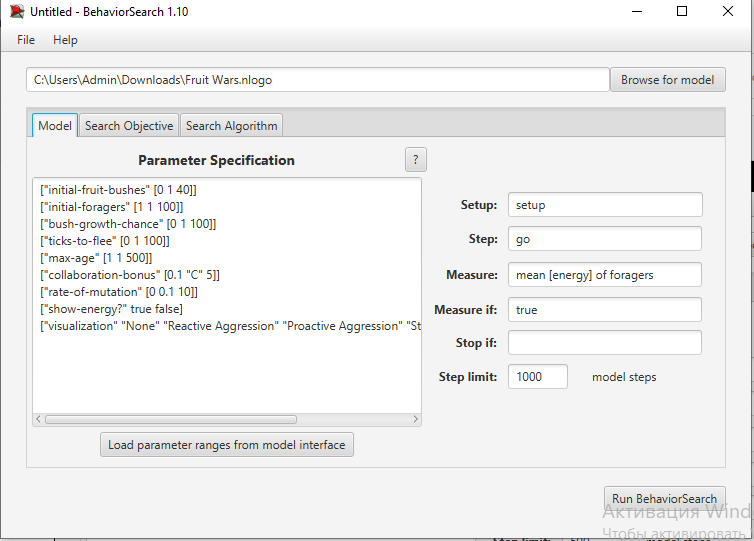 Untitled - BehaviorSearch 1.10
File Help
C:\Users\Admin\Downloads\Fruit Wars.nlogo Browse for model
Model Search Objective Search Algorithm
Parameter Specification ?
["initial-fruit-bushes" [0 1 40]]
["initial-foragers" [1 1 100]]
["bush-growth-chance" [0 1 100]]
["ticks-to-flee" [0 1 100]]
["max-age" [1 1 500]]
["collaboration-bonus" [0.1 "C" 5]]
["rate-of-mutation" [0 0.1 10]]
["show-energy?" true false]
["visualization" "None" "Reactive Aggression" "Proactive Aggression" "St
Load parameter ranges from model interface
Setup: setup
Step: go
Measure: mean [energy] of foragers
Measure if: true
Stop if:
Step limit: 1000 model steps
Run BehaviorSearch
Активация Wind
Чтобы активировать
Step limit: 500 model steps